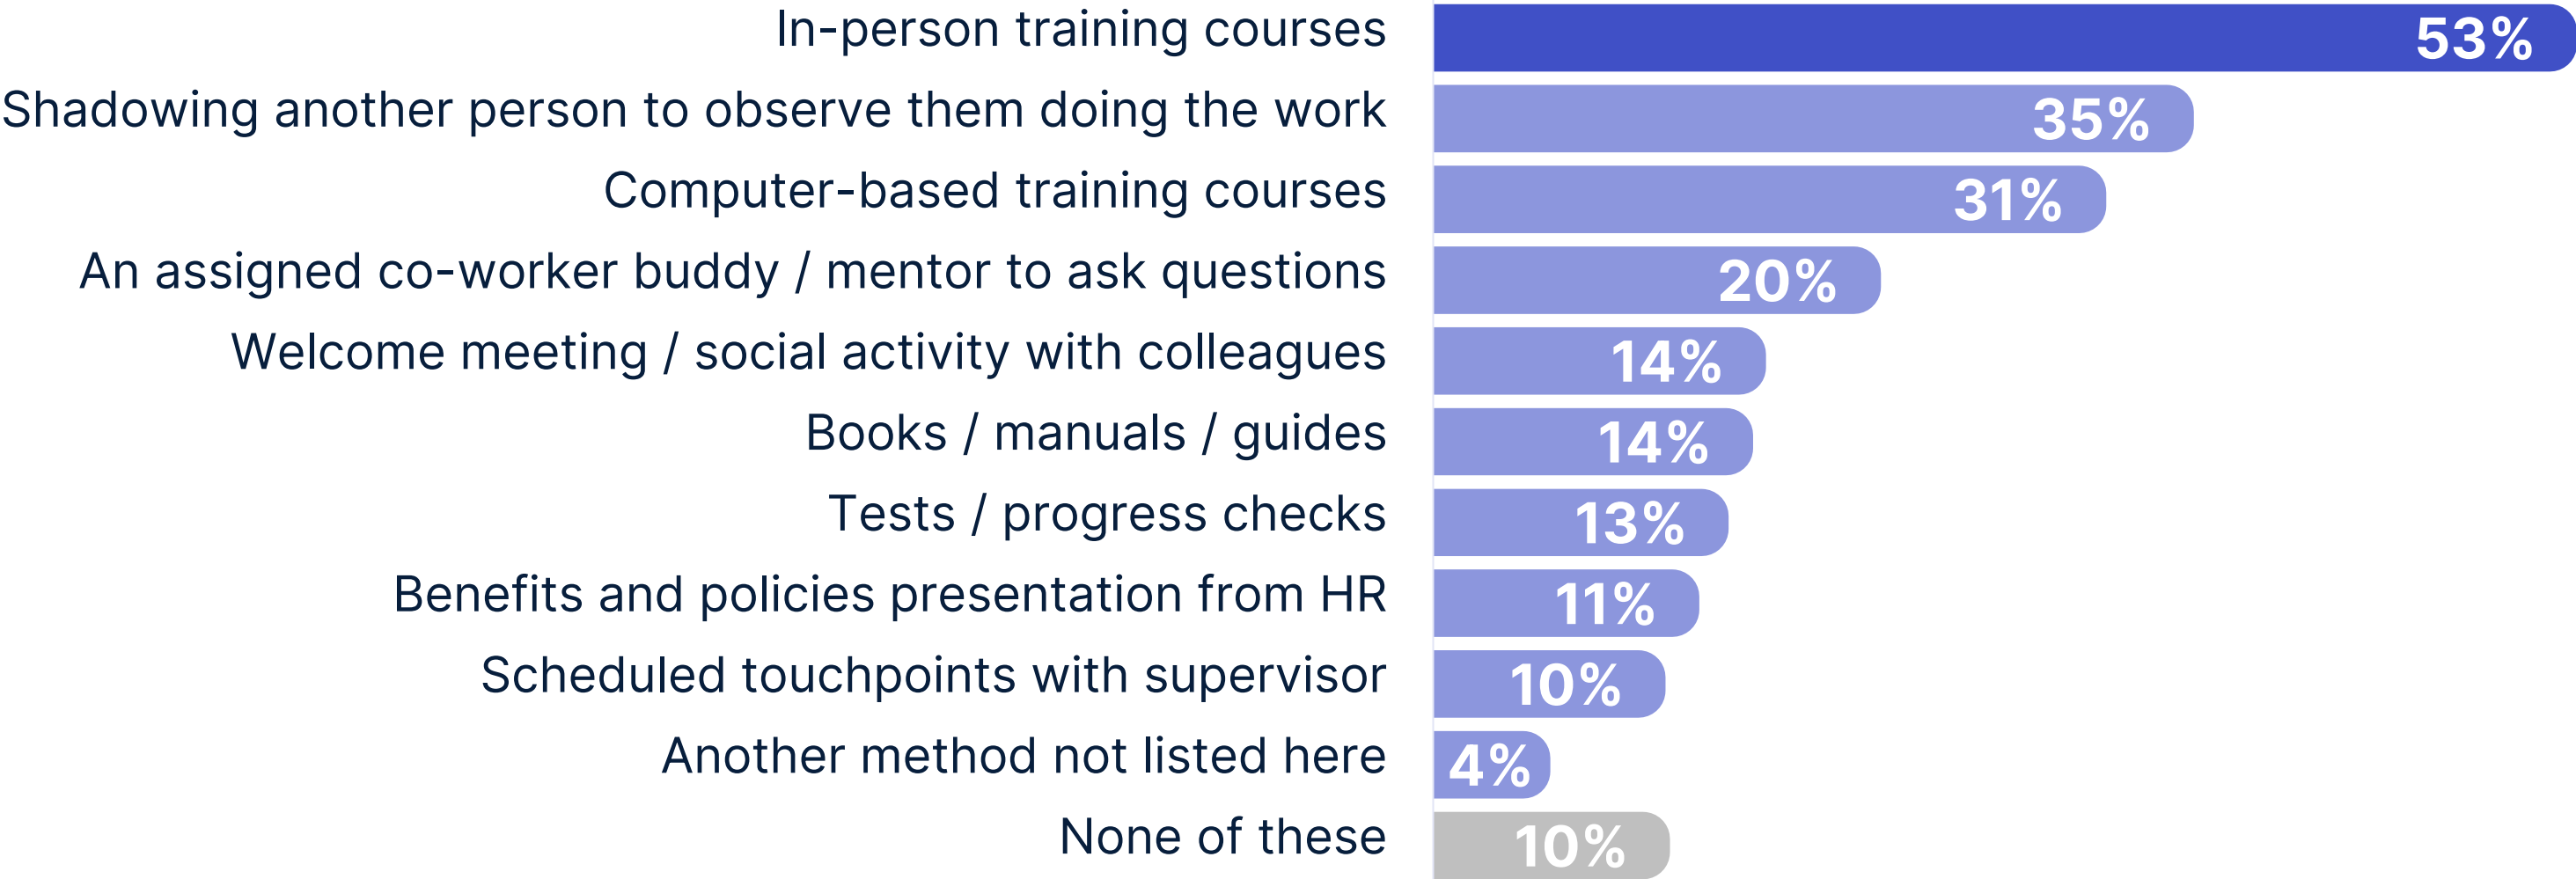 In-person training courses 53%
Shadowing another person to observe them doing the work 35%
Computer-based training courses 31%
An assigned co-worker buddy / mentor to ask questions 20%
Welcome meeting / social activity with colleagues 14%
Books / manuals / guides 14%
Tests / progress checks 13%
Benefits and policies presentation from HR 11%
Scheduled touchpoints with supervisor 10%
Another method not listed here 4%
None of these 10%